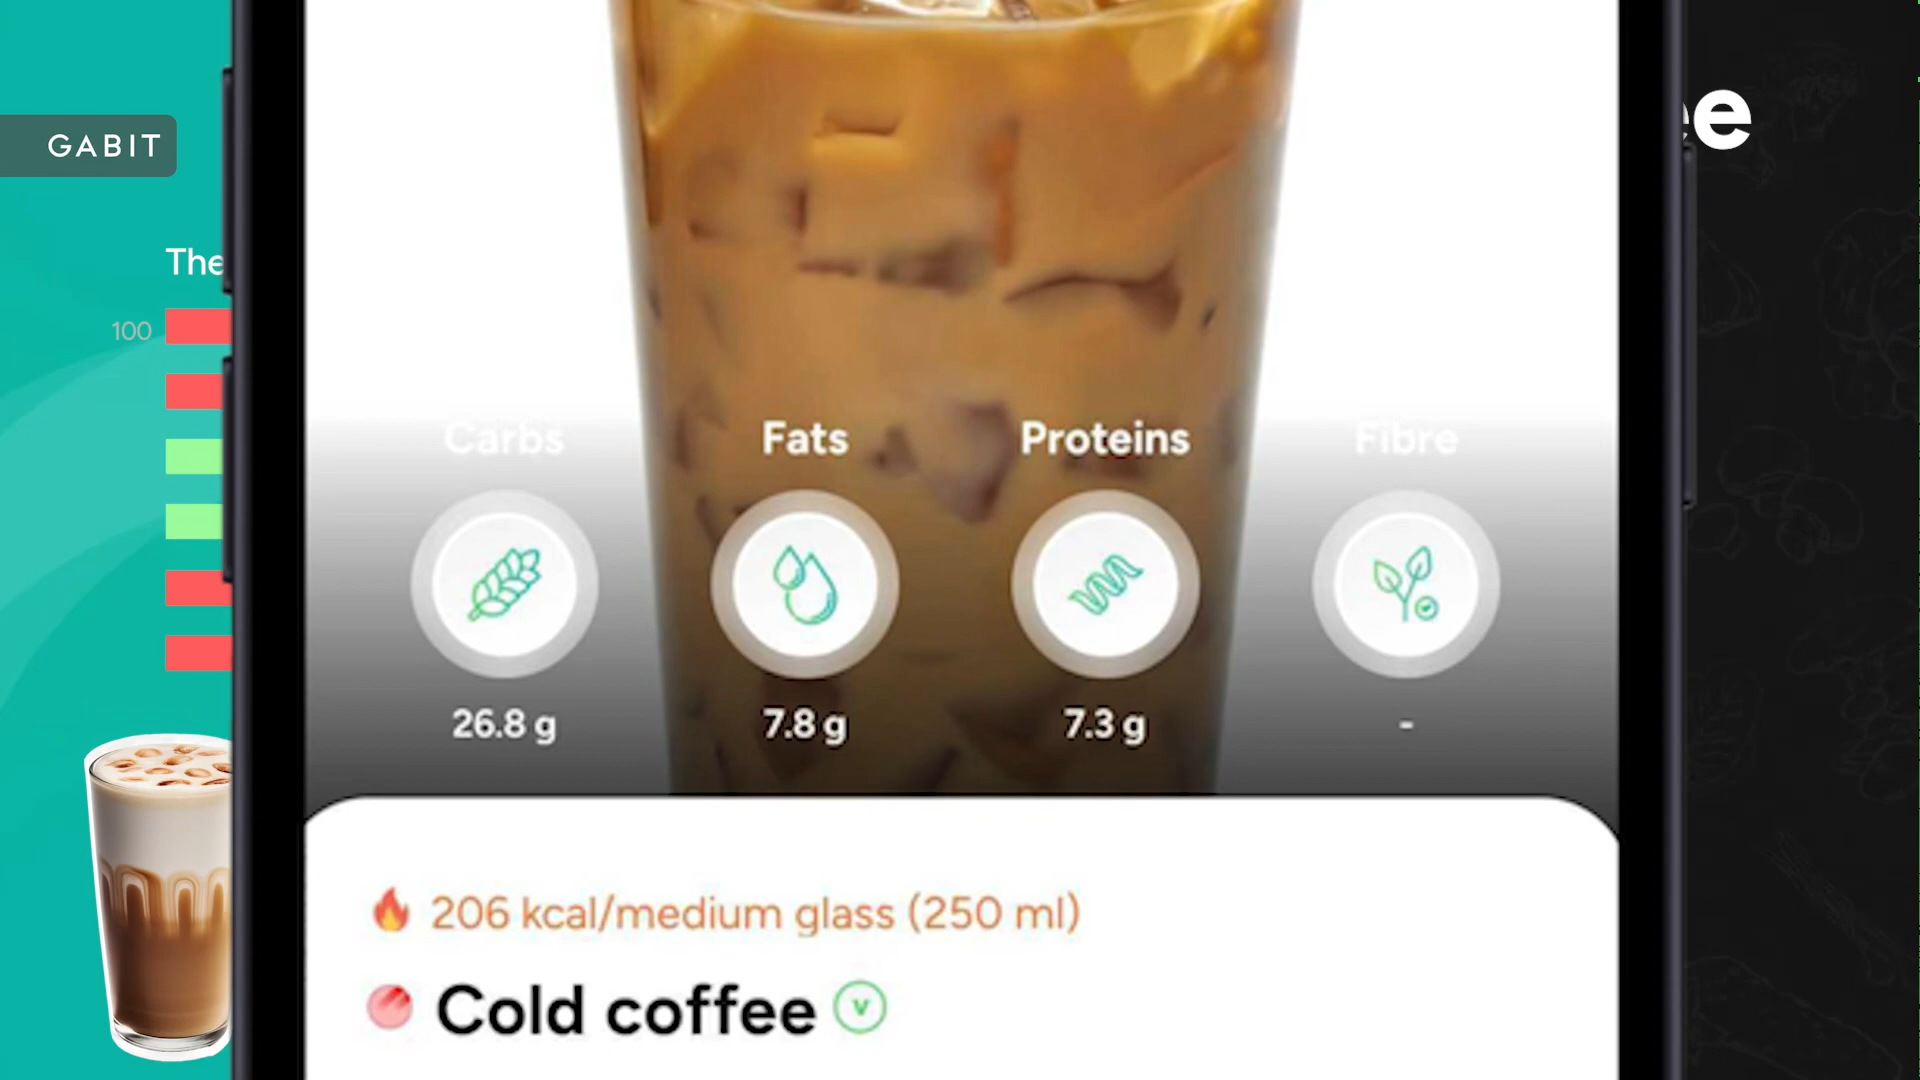 GABIT
e
The
100
Carbs
Fats
Proteins
Fibre
26.8 g
7.8 g
7.3 g
-
206 kcal/medium glass (250 ml)
Cold coffee
V